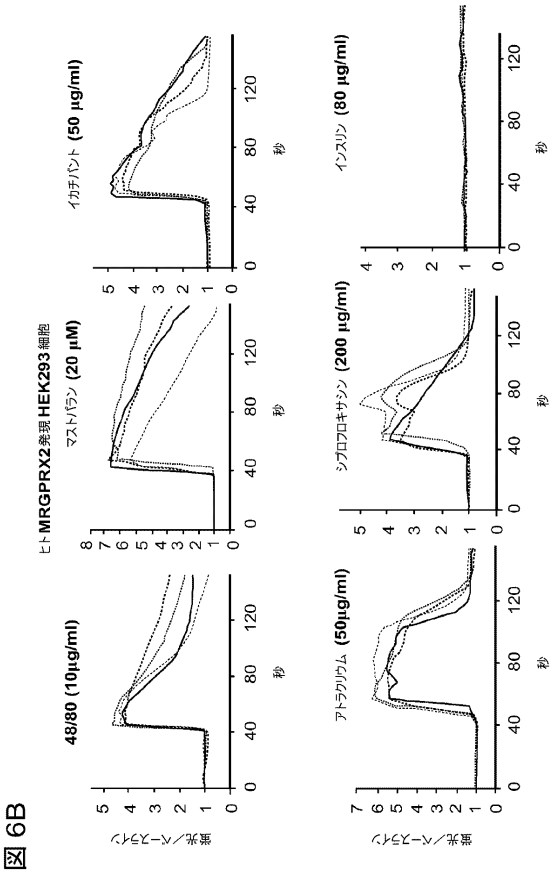 図 6B
ヒト MRGPRX2 発現 HEK293 細胞
48/80 (10μg/ml)
マストパラン (20 μM)
イカチバント (50 μg/ml)
蛍光／ベースライン
5
4
3
2
1
0
0 40 80 120
秒
8
7
6
5
4
3
2
1
0
0 40 80 120
秒
5
4
3
2
1
0
0 40 80 120
秒
アトラクリウム (50μg/ml)
シプロフロキサシン (200 μg/ml)
インスリン (80 μg/ml)
蛍光／ベースライン
7
6
5
4
3
2
1
0
0 40 80 120
秒
5
4
3
2
1
0
0 40 80 120
秒
4
3
2
1
0
0 40 80 120
秒